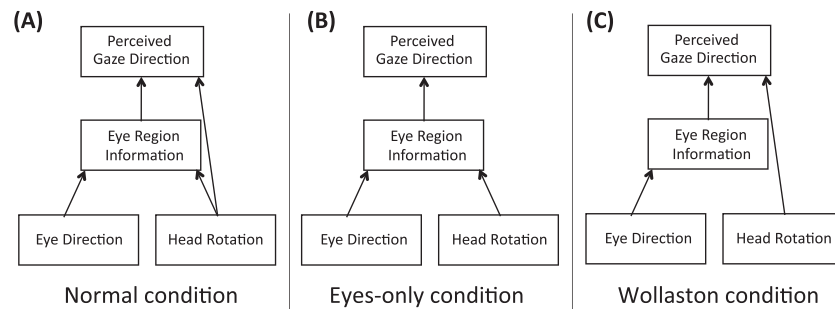 (A)
Perceived
Gaze Direction
Eye Region
Information
Eye Direction
Head Rotation
Normal condition
(B)
Perceived
Gaze Direction
Eye Region
Information
Eye Direction
Head Rotation
Eyes-only condition
(C)
Perceived
Gaze Direction
Eye Region
Information
Eye Direction
Head Rotation
Wollaston condition